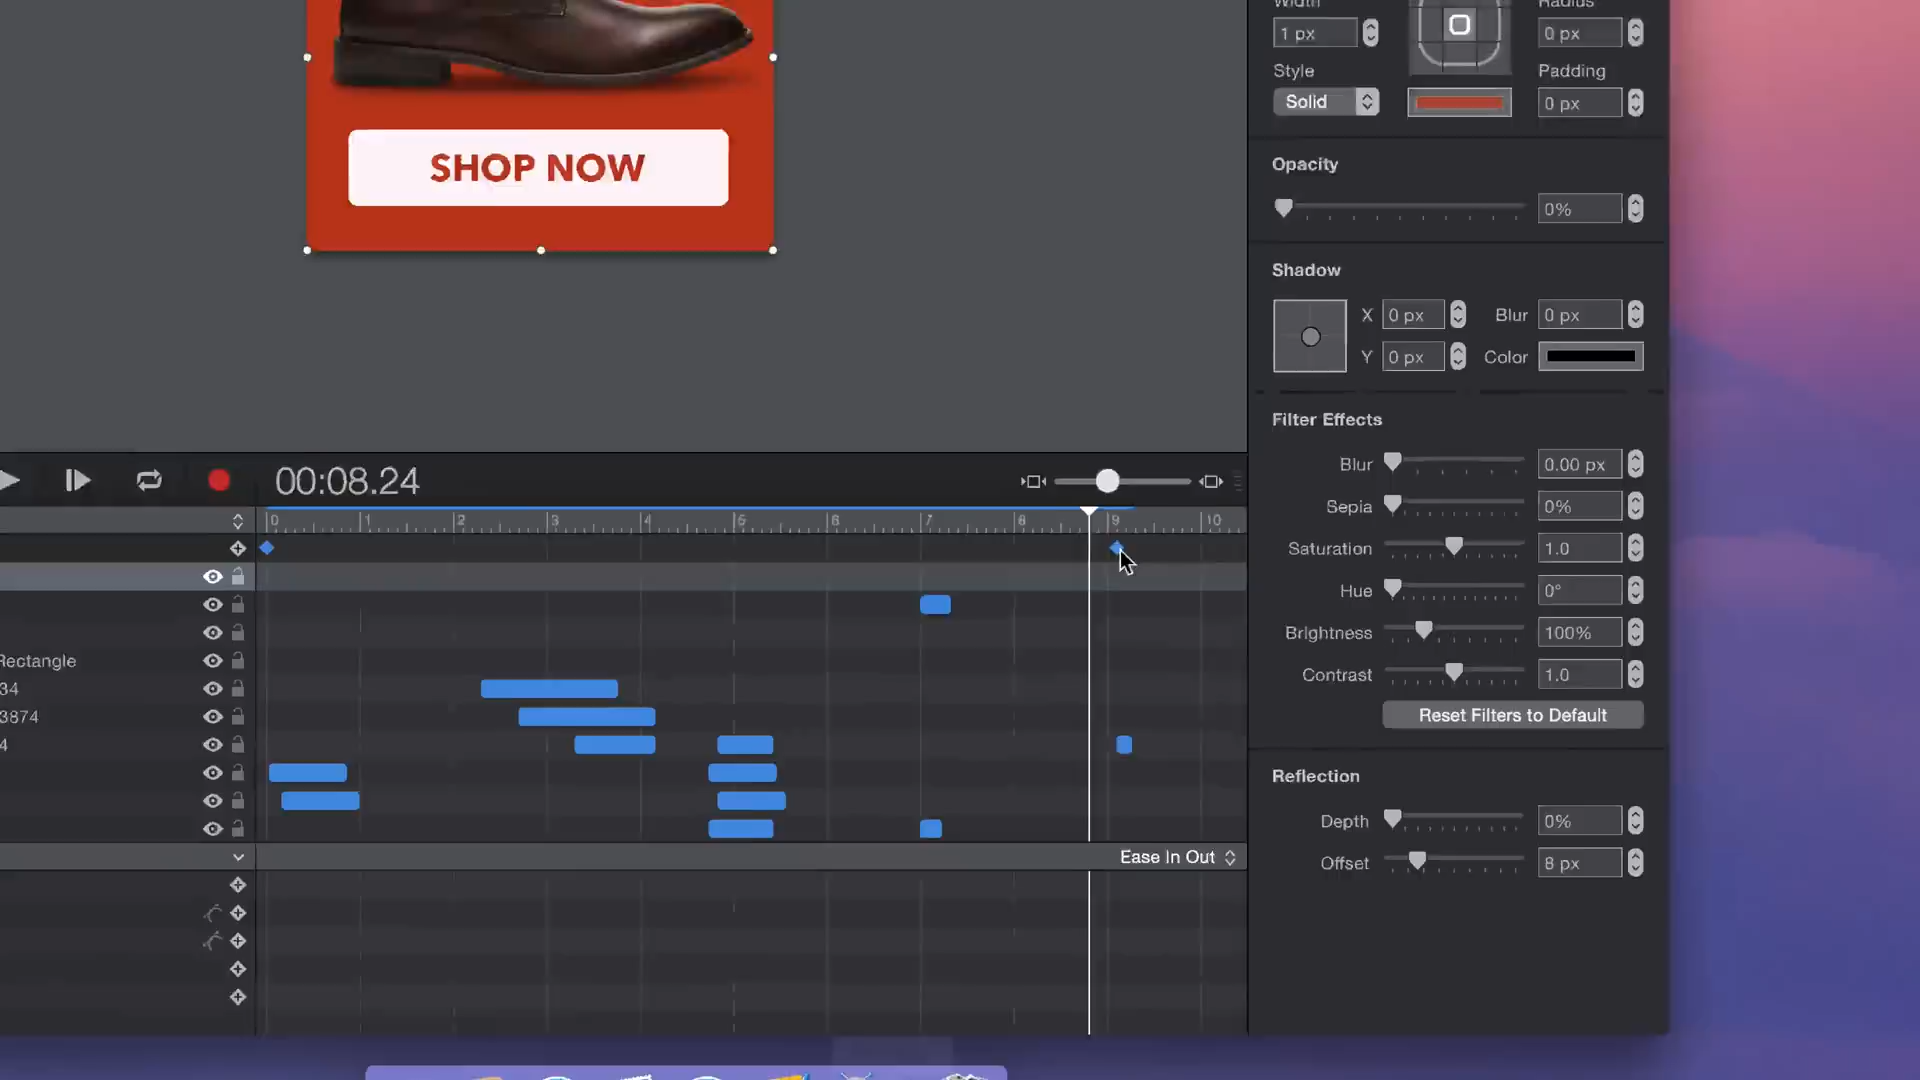 Width
Radius
1 px
0 px
Style
Padding
Solid
0 px
SHOP NOW
Opacity
0%
Shadow
X 0 px Blur 0 px
Y 0 px Color
Filter Effects
Blur 0.00 px
Sepia 0%
Saturation 1.0
Hue 0°
Brightness 100%
Contrast 1.0
Reset Filters to Default
Reflection
Depth 0%
Offset 8 px
00:08.24
0 1 2 3 4 5 6 7 8 9 10
Rectangle
34
3874
4
Ease In Out